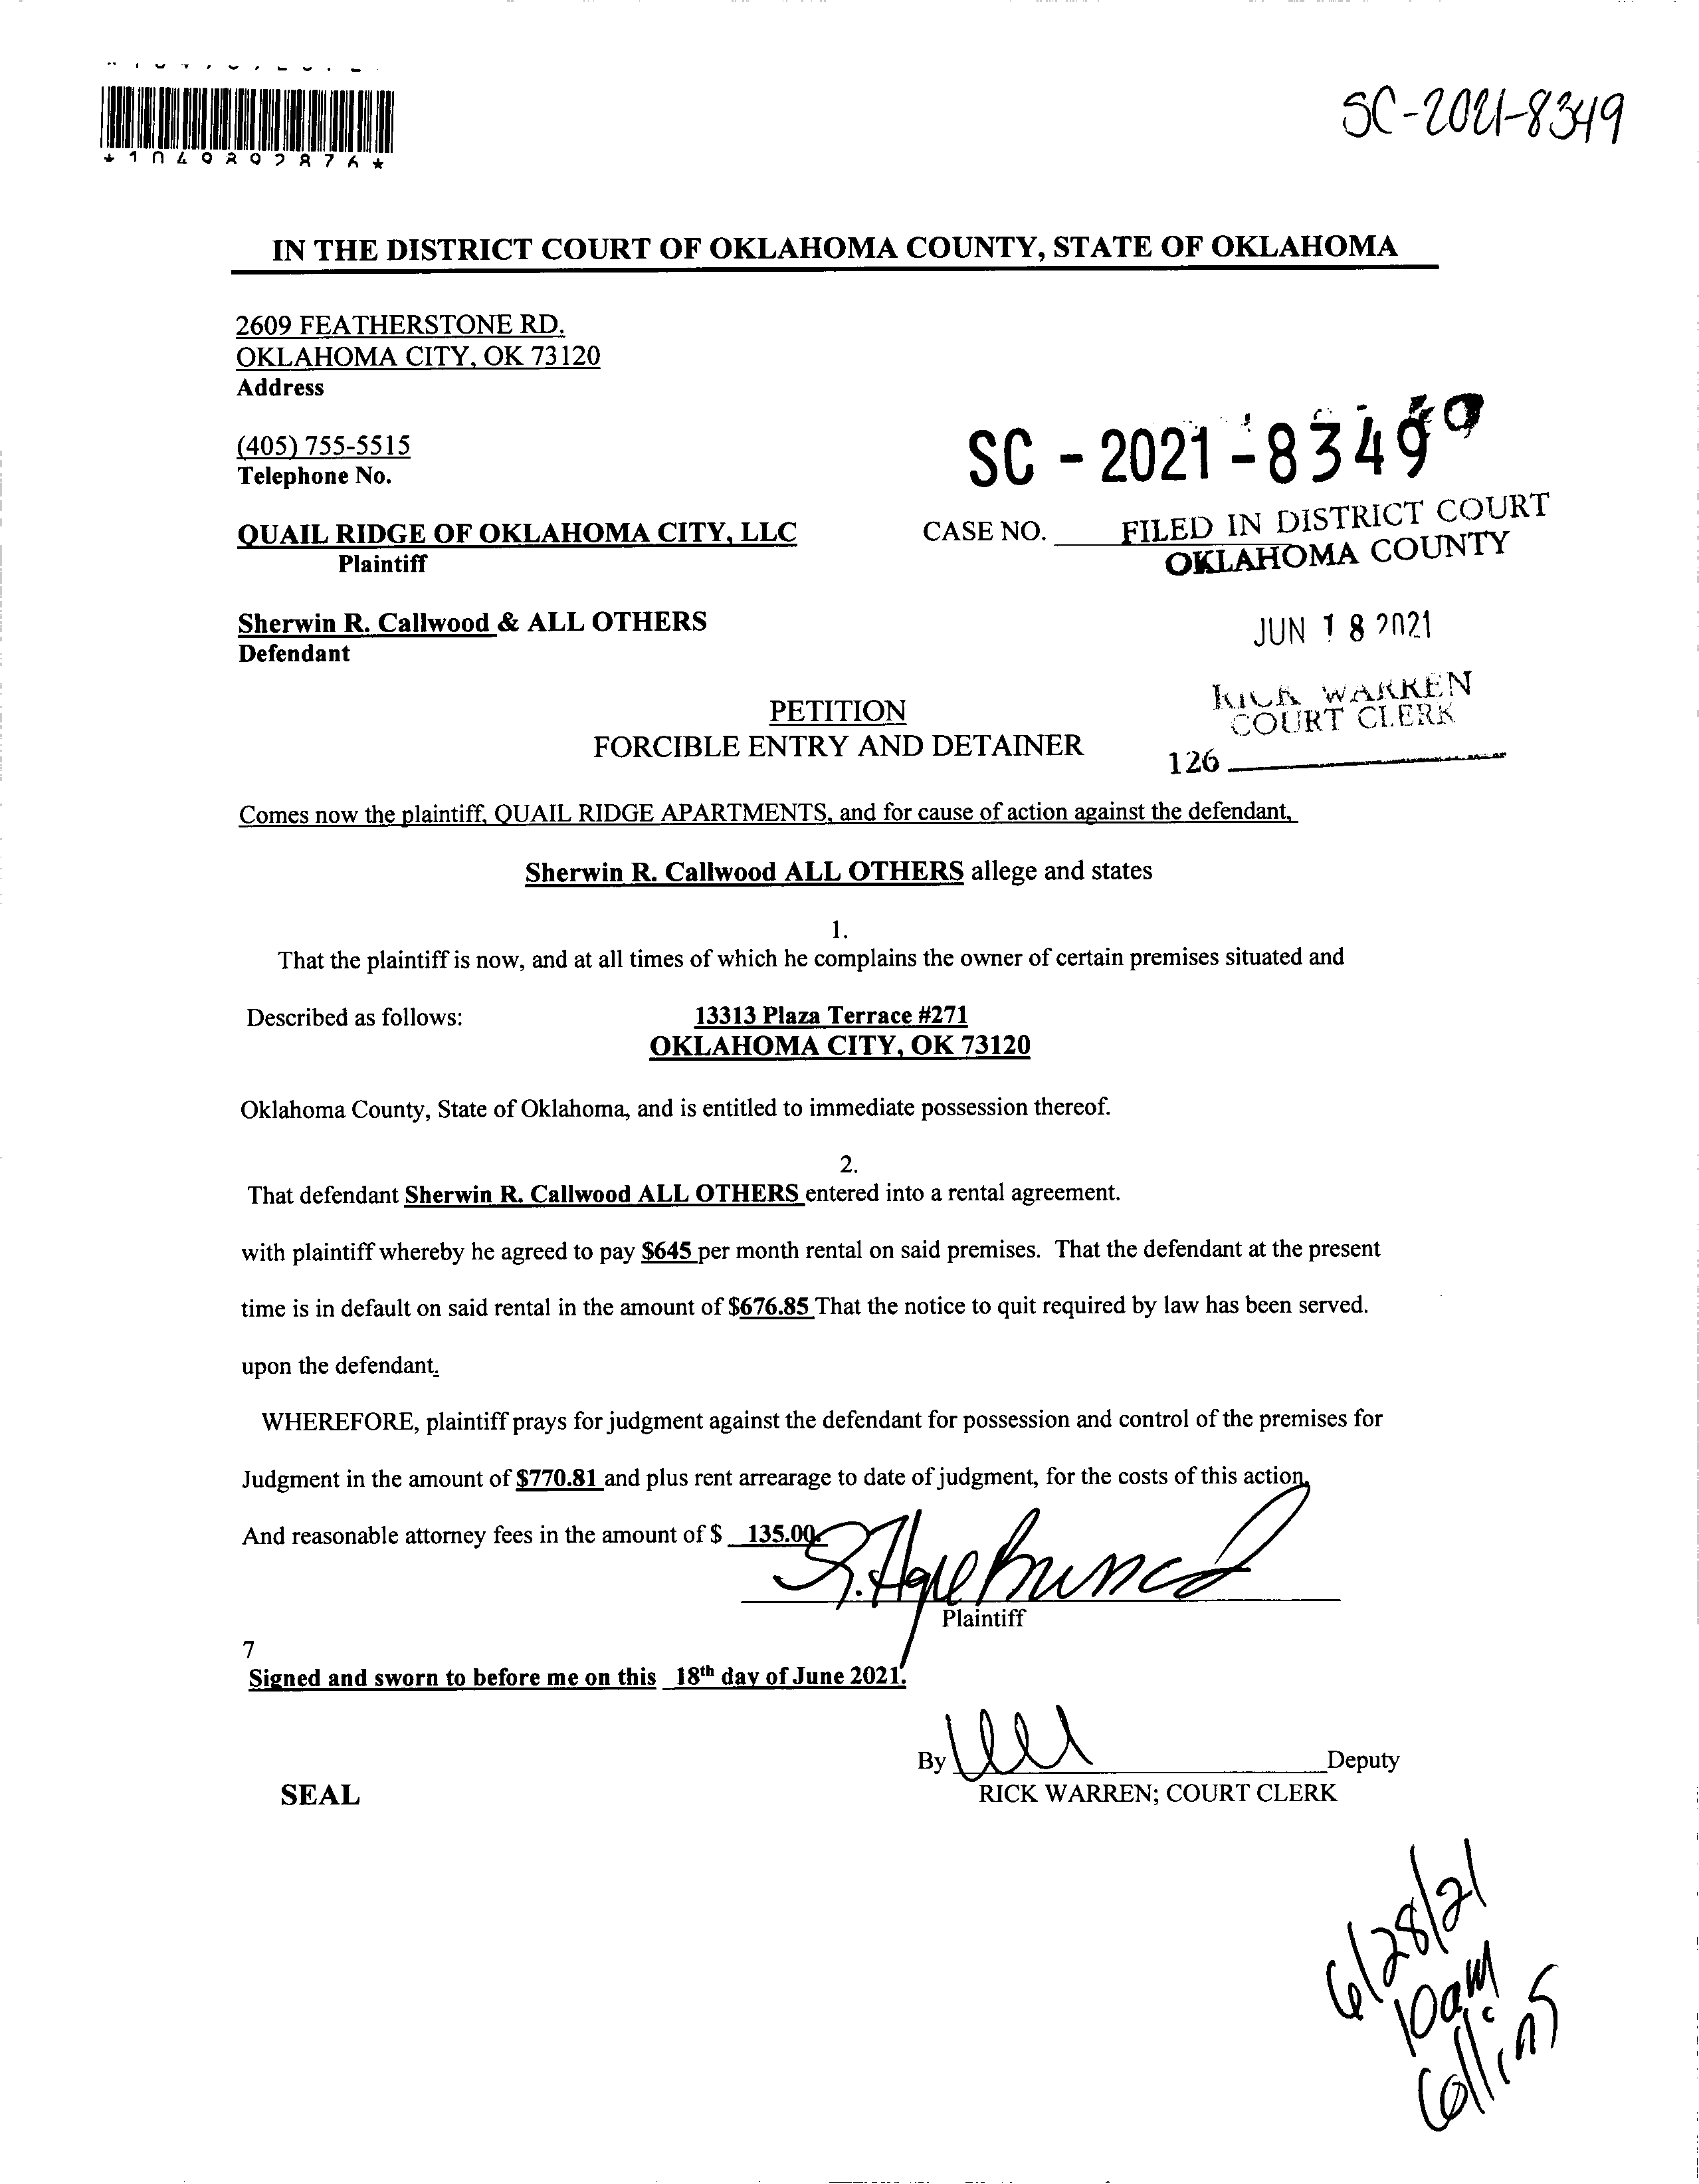 SC-2021-8349
IN THE DISTRICT COURT OF OKLAHOMA COUNTY, STATE OF OKLAHOMA
2609 FEATHERSTONE RD.
OKLAHOMA CITY, OK 73120
Address
(405) 755-5515
Telephone No.
SC - 2021 - 8349
QUAIL RIDGE OF OKLAHOMA CITY, LLC
Plaintiff
CASE NO.
FILED IN DISTRICT COURT
OKLAHOMA COUNTY
Sherwin R. Callwood & ALL OTHERS
Defendant
JUN 18 2021
RICK WARREN
COURT CLERK
126
PETITION
FORCIBLE ENTRY AND DETAINER
Comes now the plaintiff, QUAIL RIDGE APARTMENTS, and for cause of action against the defendant,
Sherwin R. Callwood ALL OTHERS allege and states
1.
That the plaintiff is now, and at all times of which he complains the owner of certain premises situated and
Described as follows: 13313 Plaza Terrace #271
OKLAHOMA CITY, OK 73120
Oklahoma County, State of Oklahoma, and is entitled to immediate possession thereof.
2.
That defendant Sherwin R. Callwood ALL OTHERS entered into a rental agreement.
with plaintiff whereby he agreed to pay $645 per month rental on said premises. That the defendant at the present
time is in default on said rental in the amount of $676.85 That the notice to quit required by law has been served.
upon the defendant.
WHEREFORE, plaintiff prays for judgment against the defendant for possession and control of the premises for
Judgment in the amount of $770.81 and plus rent arrearage to date of judgment, for the costs of this action,
And reasonable attorney fees in the amount of $ 135.00.
Plaintiff
7
Signed and sworn to before me on this 18th day of June 2021.
By Deputy
RICK WARREN; COURT CLERK
SEAL
6/28/21
10am
Collins